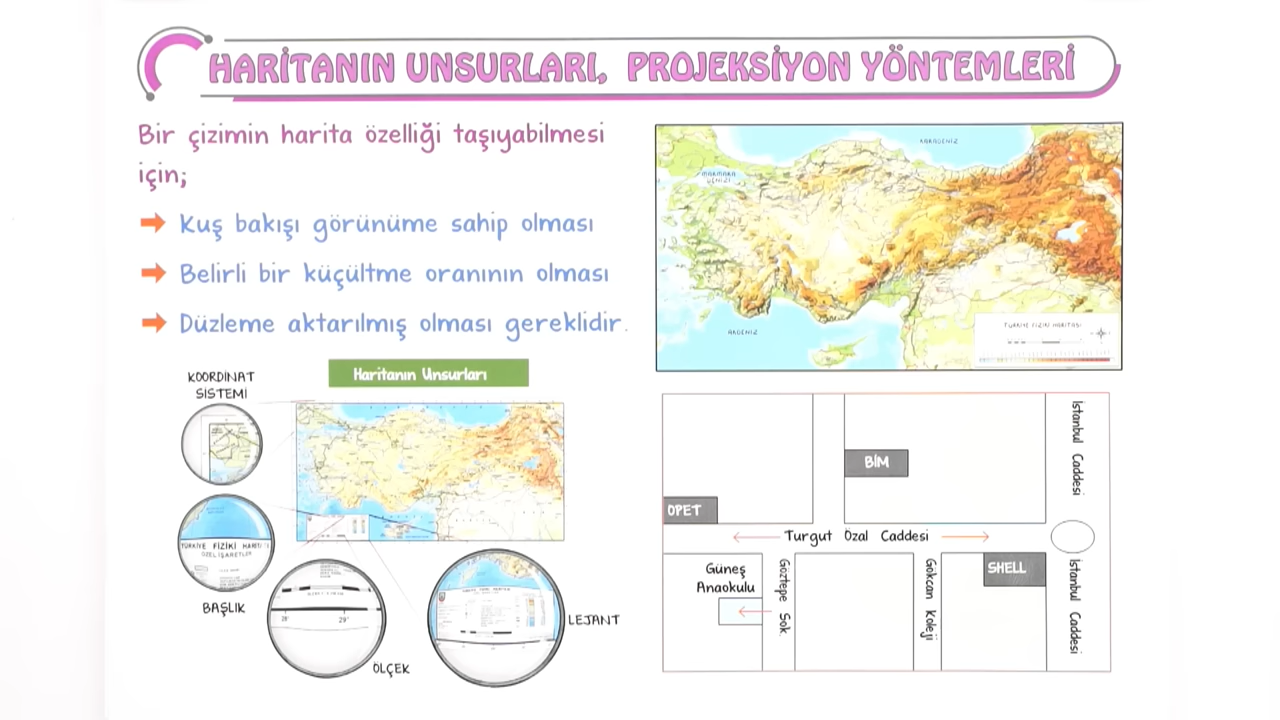 HARİTANIN UNSURLARI, PROJEKSİYON YÖNTEMLERİ
Bir çizimin harita özelliği taşıyabilmesi
için;
Kuş bakışı görünüme sahip olması
Belirli bir küçültme oranının olması
Düzleme aktarılmış olması gereklidir.
KARADENİZ
MARMARA
DENİZİ
AKDENİZ
TÜRKİYE FİZİKİ HARİTASI
Haritanın Unsurları
KOORDİNAT
SİSTEMİ
TÜRKİYE FİZİKİ HARİT
ÖZEL İŞARETLER
BAŞLIK
28°
29°
ÖLÇEK
LEJANT
İstanbul Caddesi
BİM
OPET
Turgut Özal Caddesi
Güneş
Anaokulu
Göztepe Sok.
Gökcan Koleji
SHELL
İstanbul Caddesi